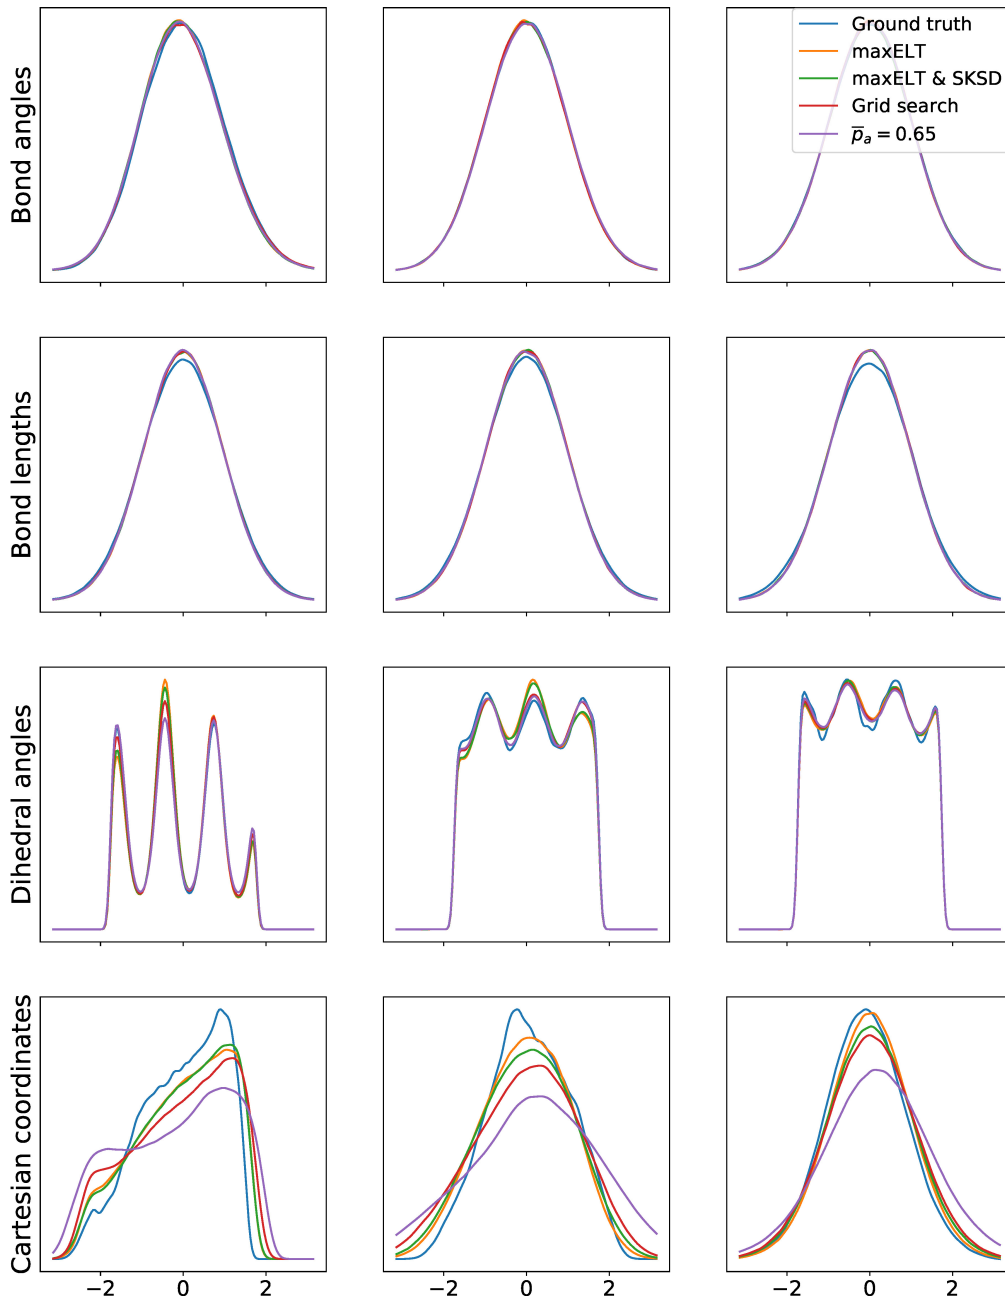 Bond angles
Ground truth
maxELT
maxELT & SKSD
Grid search
p̅ₐ = 0.65
Bond lengths
Dihedral angles
Cartesian coordinates
−2 0 2 −2 0 2 −2 0 2